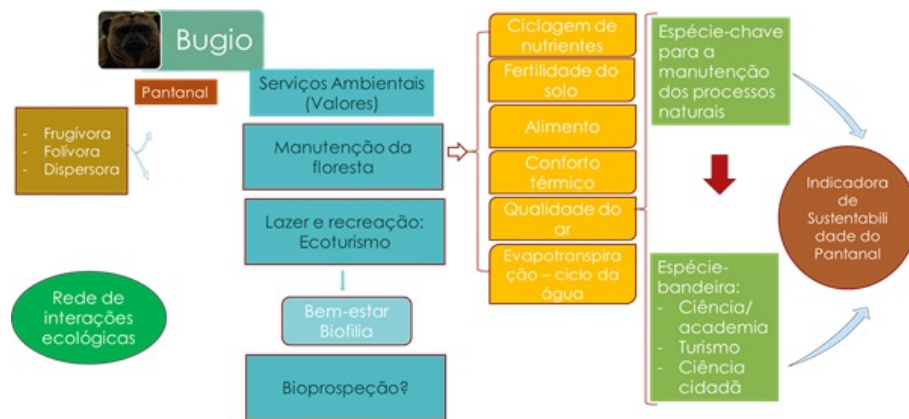 Bugio
Pantanal
- Frugívora
- Folívora
- Dispersora
Rede de
interações
ecológicas
Serviços Ambientais
(Valores)
Manutenção da
floresta
Lazer e recreação:
Ecoturismo
Bem-estar
Biofilia
Bioprospeção?
Ciclagem de
nutrientes
Fertilidade do
solo
Alimento
Conforto
térmico
Qualidade do
ar
Evapotranspira
ção – ciclo da
água
Espécie-chave
para a
manutenção
dos processos
naturais
Espécie-
bandeira:
- Ciência/
academia
- Turismo
- Ciência
cidadã
Indicadora
de
Sustentabili
dade do
Pantanal